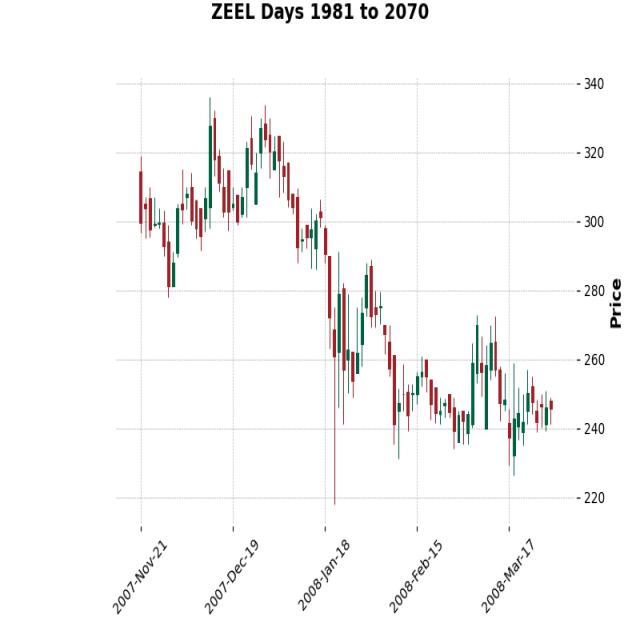 ZEEL Days 1981 to 2070
340
320
300
280
260
240
220
Price
2007-Nov-21
2007-Dec-19
2008-Jan-18
2008-Feb-15
2008-Mar-17